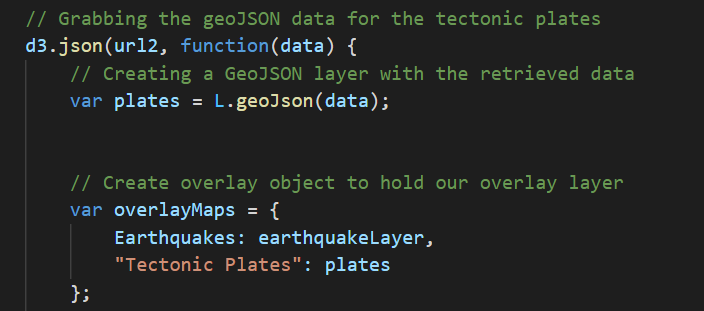 // Grabbing the geoJSON data for the tectonic plates
d3.json(url2, function(data) {
    // Creating a GeoJSON layer with the retrieved data
    var plates = L.geoJson(data);
    // Create overlay object to hold our overlay layer
    var overlayMaps = {
        Earthquakes: earthquakeLayer,
        "Tectonic Plates": plates
    };